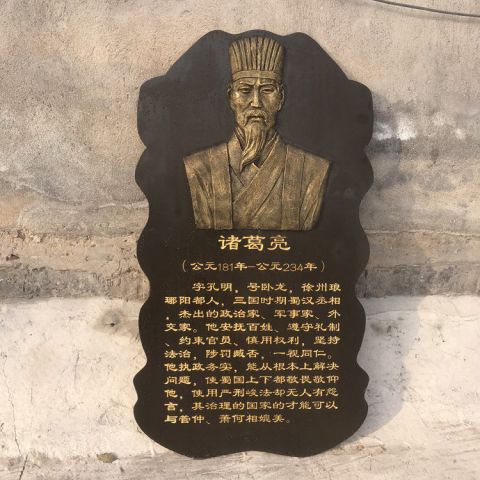 诸葛亮
(公元181年—公元234年)
字孔明，号卧龙，徐州琅
琊阳都人，三国时期蜀汉丞相
，杰出的政治家、军事家、外
交家。他安抚百姓、遵守礼制
、约束官员、慎用权利，坚持
法治，陟罚臧否，一视同仁。
他执政务实，能从根本上解决
问题，使蜀国上下都敬畏敬仰
他，使用严刑峻法却无人有怨
言，其治理的国家的才能可以
与管仲、萧何相媲美。